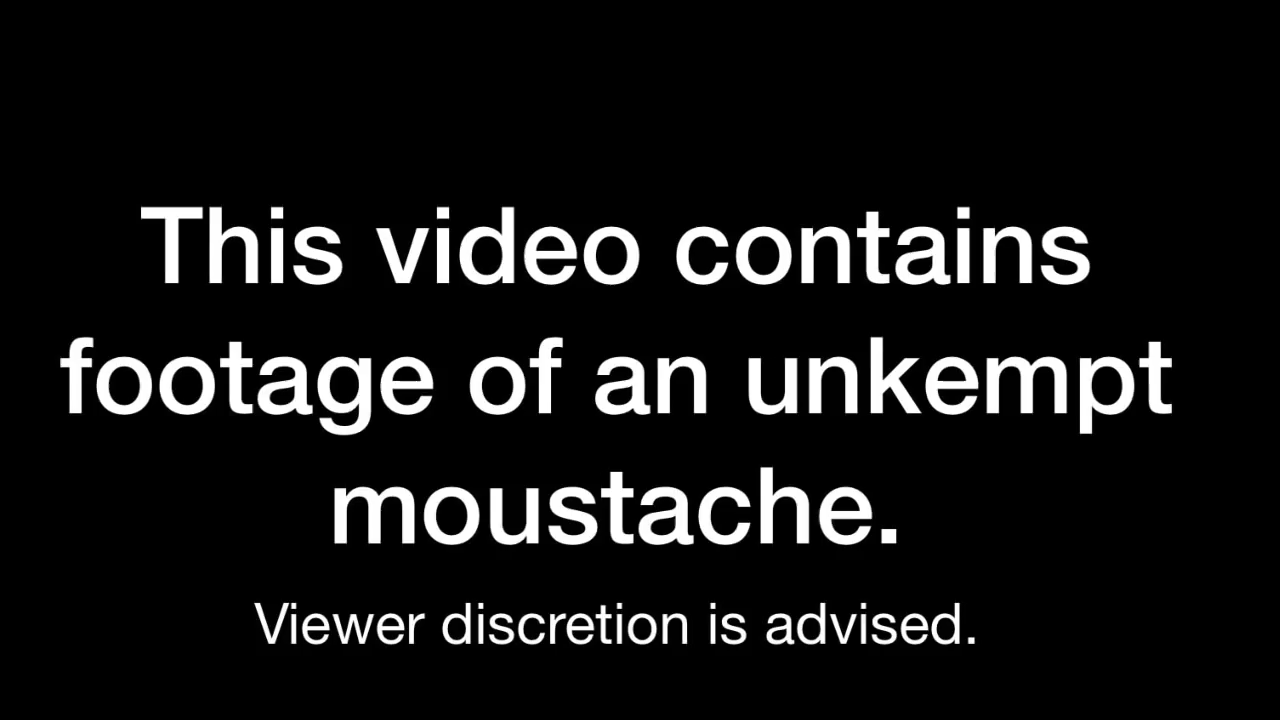 This video contains
footage of an unkempt
moustache.
Viewer discretion is advised.